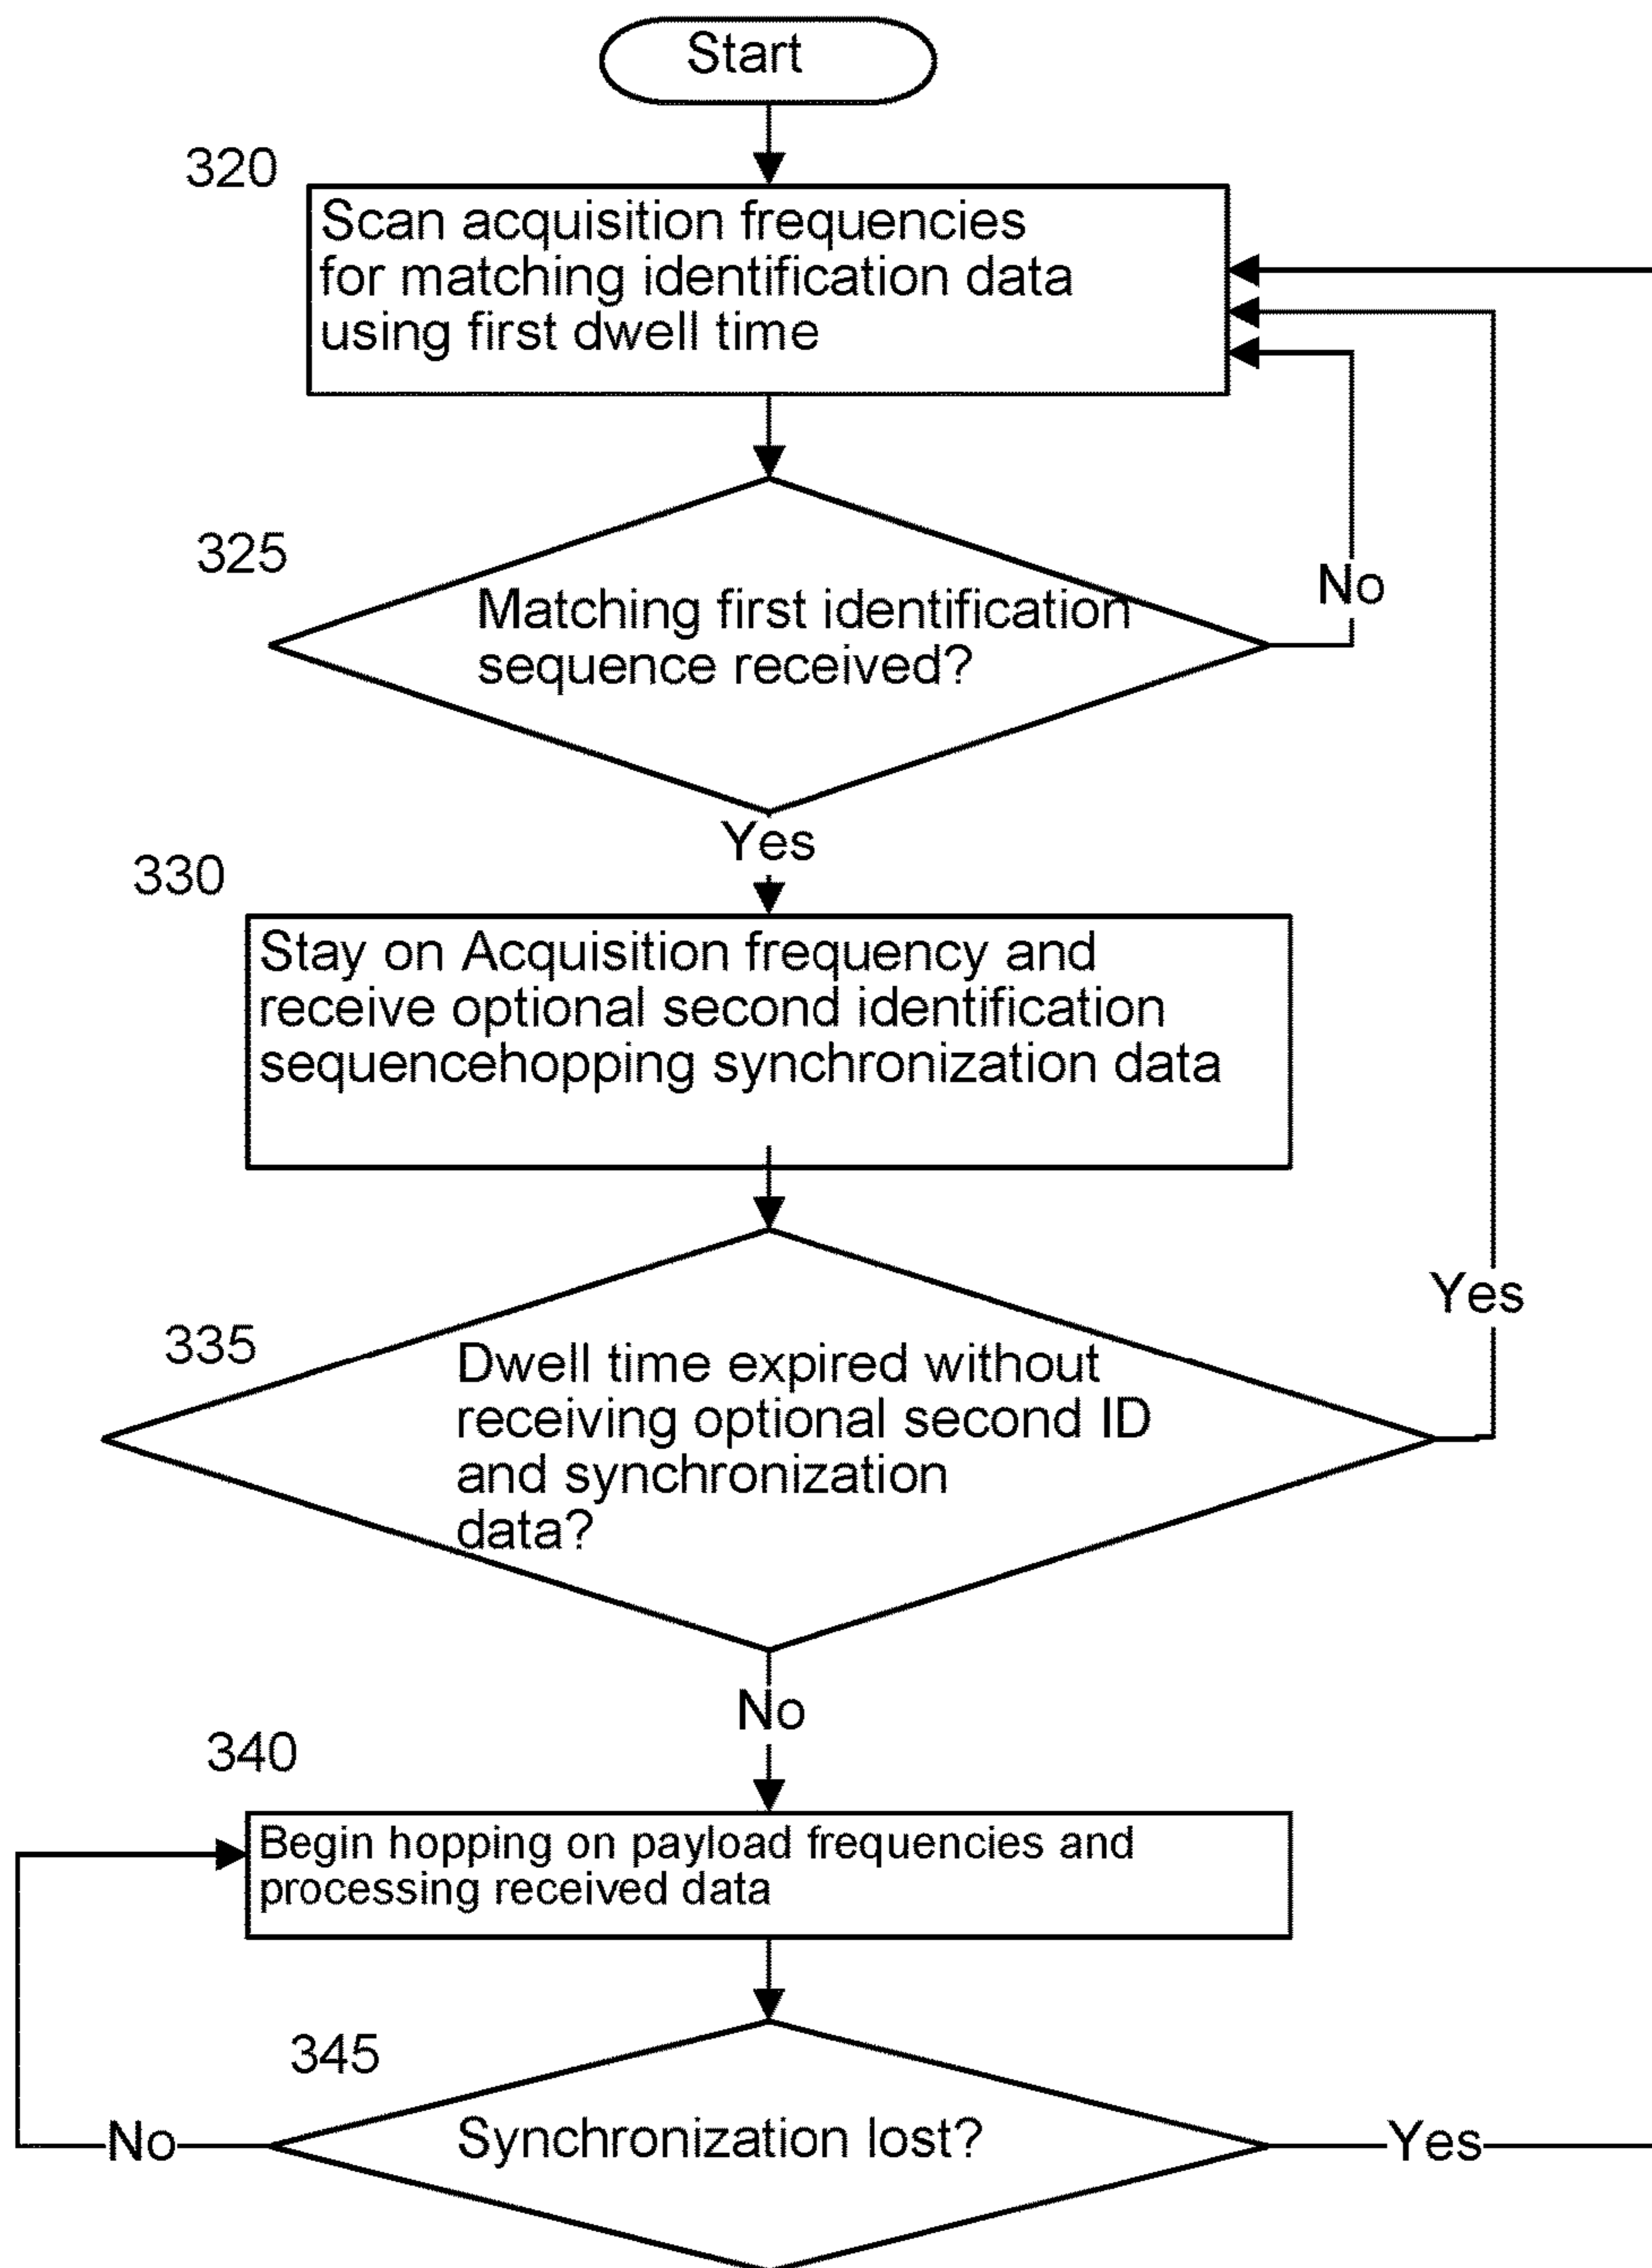 Start
320
Scan acquisition frequencies
for matching identification data
using first dwell time
325
Matching first identification
sequence received?
No
Yes
330
Stay on Acquisition frequency and
receive optional second identification
sequencehopping synchronization data
335
Dwell time expired without
receiving optional second ID
and synchronization
data?
Yes
No
340
Begin hopping on payload frequencies and
processing received data
345
Synchronization lost?
No
Yes